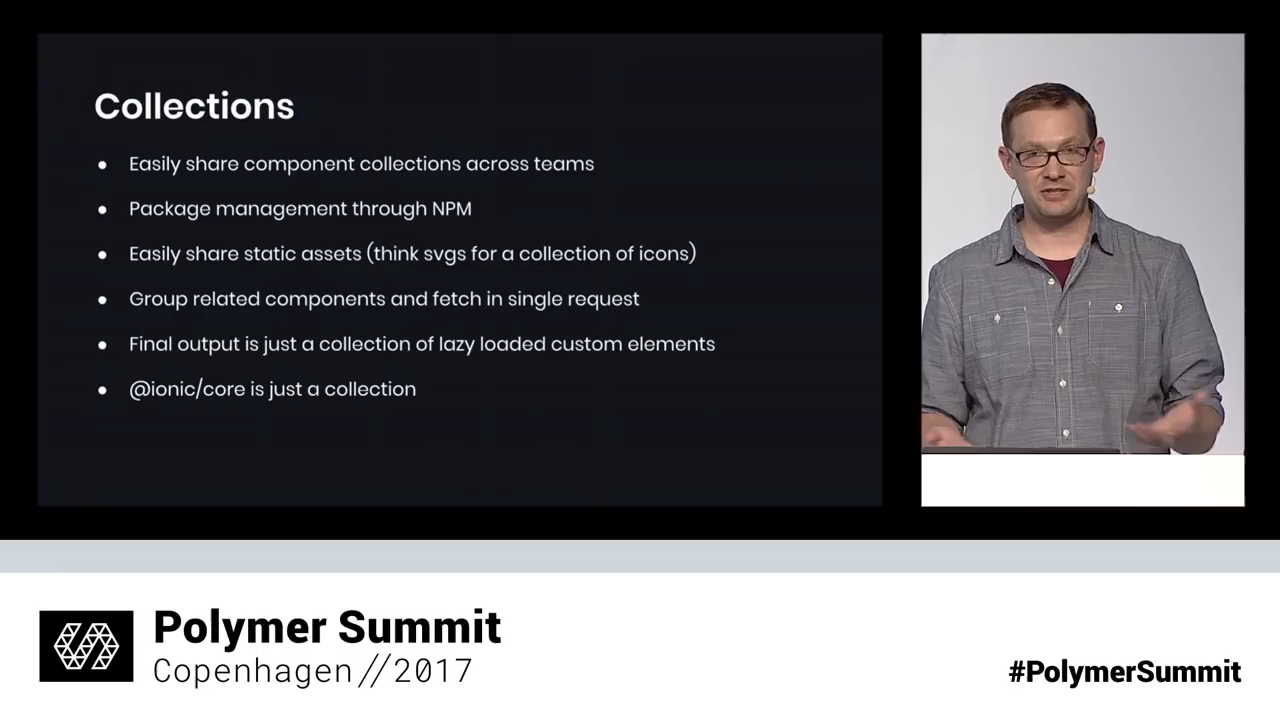 Collections
Easily share component collections across teams
Package management through NPM
Easily share static assets (think svgs for a collection of icons)
Group related components and fetch in single request
Final output is just a collection of lazy loaded custom elements
@ionic/core is just a collection
Polymer Summit
Copenhagen//2017
#PolymerSummit